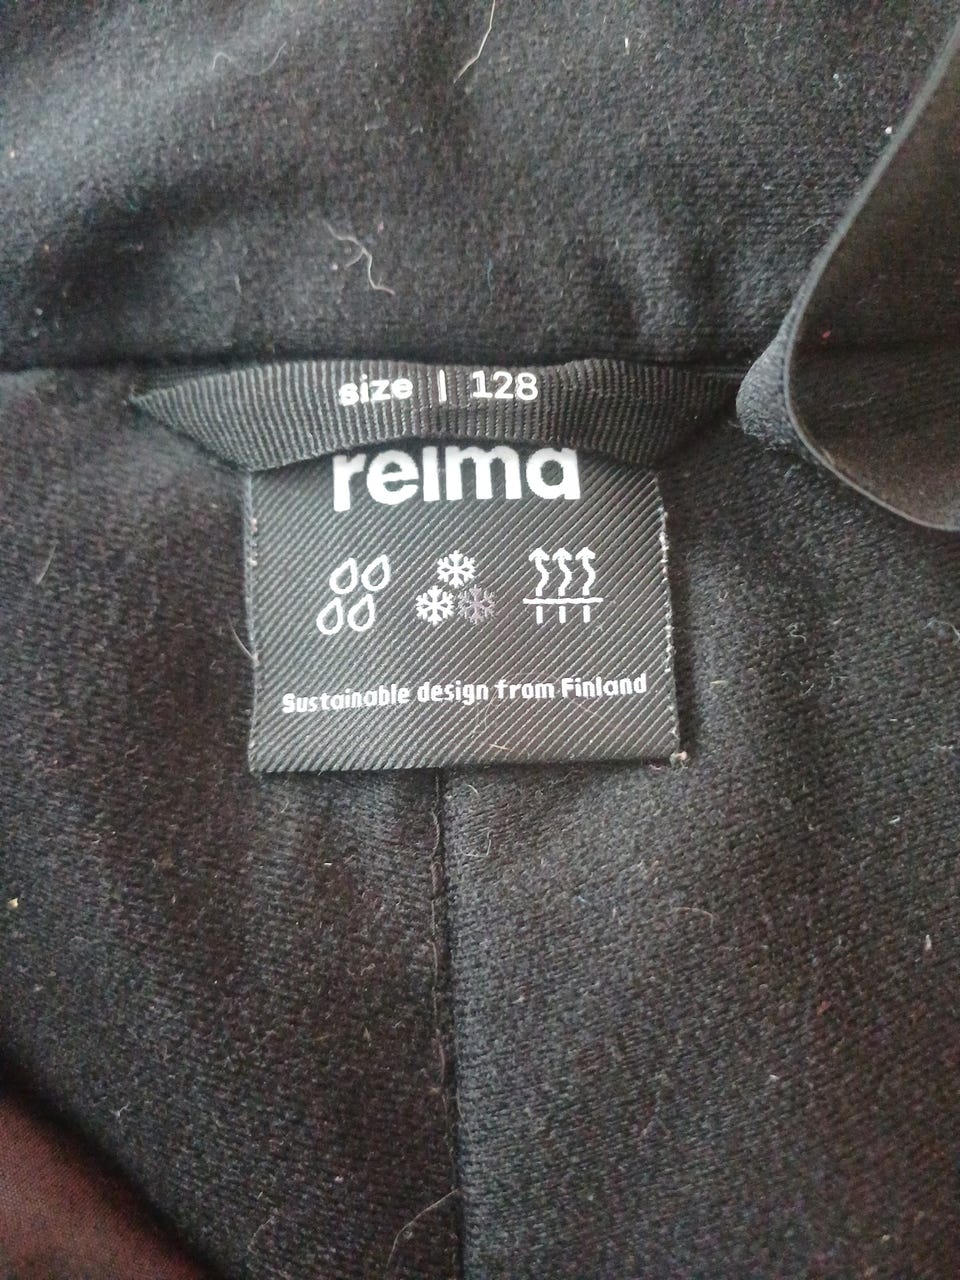 size | 128
reima
Sustainable design from Finland